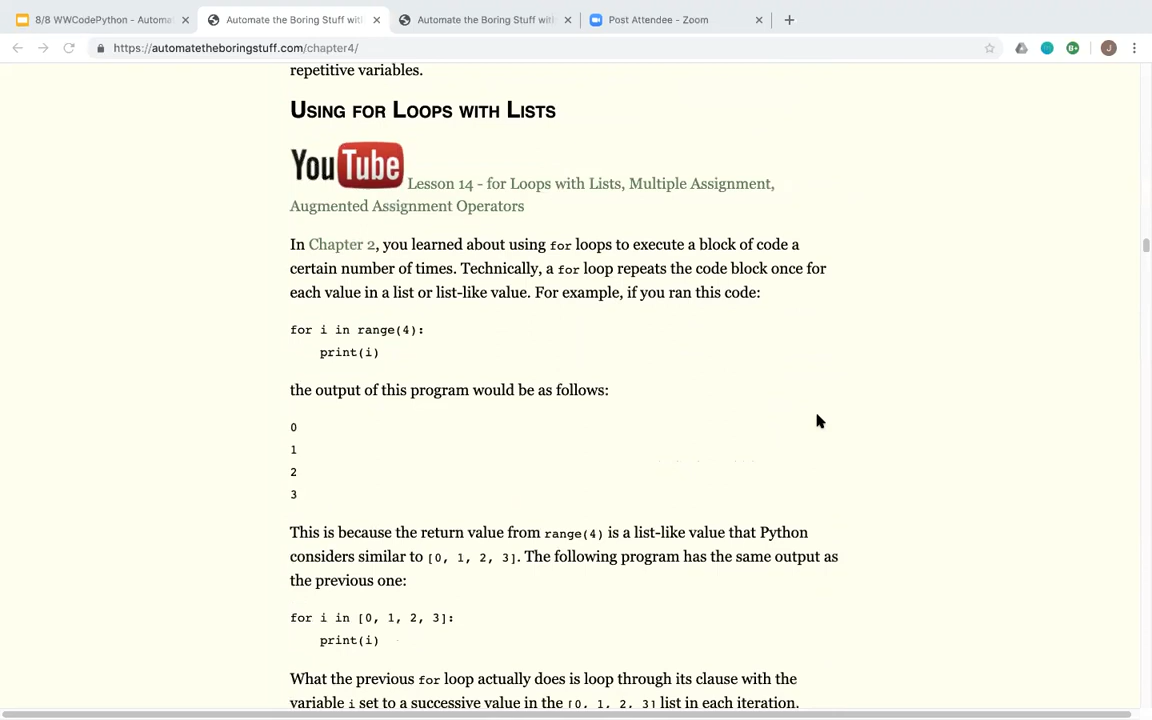 8/8 WWCodePython - Automa
Automate the Boring Stuff wit
Automate the Boring Stuff wit
Post Attendee - Zoom
https://automatetheboringstuff.com/chapter4/
J
repetitive variables.
Using for Loops with Lists
YouTube Lesson 14 - for Loops with Lists, Multiple Assignment,
Augmented Assignment Operators
In Chapter 2, you learned about using for loops to execute a block of code a
certain number of times. Technically, a for loop repeats the code block once for
each value in a list or list-like value. For example, if you ran this code:
for i in range(4):
    print(i)
the output of this program would be as follows:
0
1
2
3
This is because the return value from range(4) is a list-like value that Python
considers similar to [0, 1, 2, 3]. The following program has the same output as
the previous one:
for i in [0, 1, 2, 3]:
    print(i)
What the previous for loop actually does is loop through its clause with the
variable i set to a successive value in the [0, 1, 2, 3] list in each iteration.